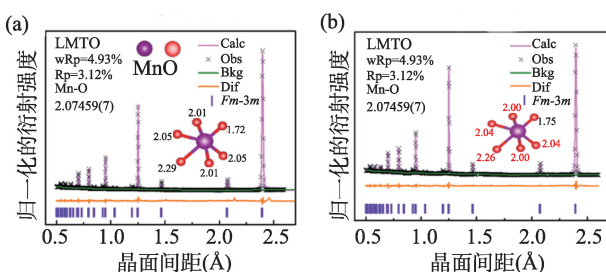 (a)
归一化的衍射强度
LMTO
wRp=4.93%
Rp=3.12%
Mn-O
2.07459(7)
MnO
Calc
Obs
Bkg
Dif
Fm-3m
2.01
1.72
2.05
2.05
2.29
2.01
0.5 1.0 1.5 2.0 2.5
晶面间距(Å)
(b)
归一化的衍射强度
LMTO
wRp=4.93%
Rp=3.12%
Mn-O
2.07459(7)
Calc
Obs
Bkg
Dif
Fm-3m
2.00
1.75
2.04
2.04
2.26
2.00
0.5 1.0 1.5 2.0 2.5
晶面间距(Å)